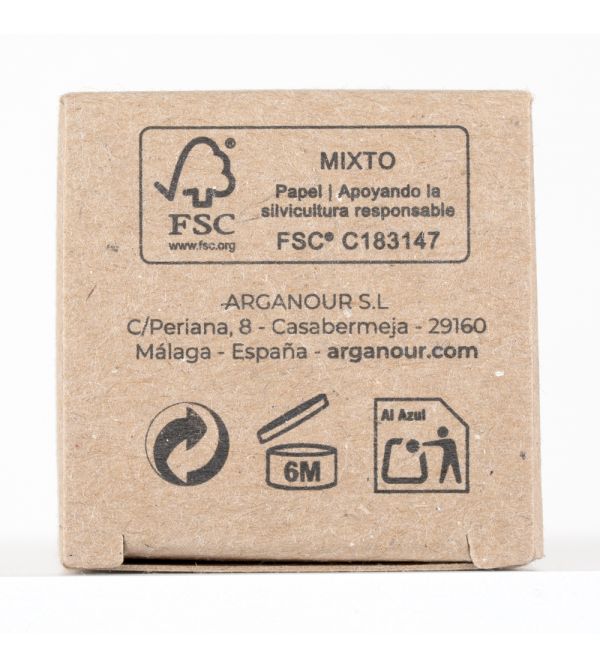 MIXTO
Papel | Apoyando la
silvicultura responsable
FSC® C183147
®
FSC
www.fsc.org
ARGANOUR S.L
C/Periana, 8 - Casabermeja - 29160
Málaga - España - arganour.com
6M
Al Azul